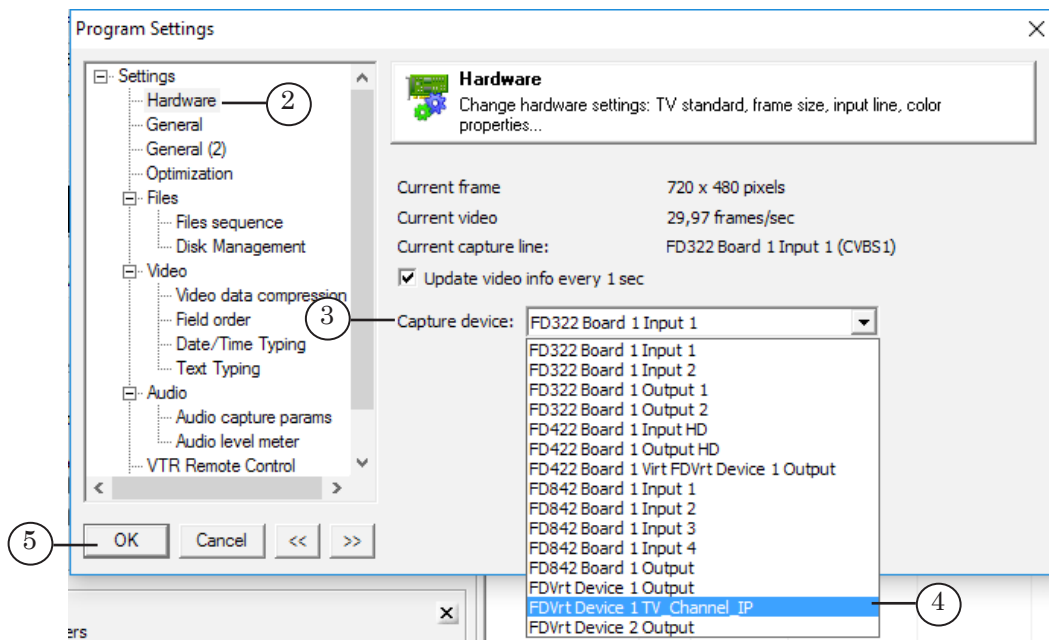 Program Settings
Settings
Hardware
2
General
General (2)
Optimization
Files
Files sequence
Disk Management
Video
Video data compression
Field order
Date/Time Typing
Text Typing
Audio
Audio capture params
Audio level meter
VTR Remote Control
5
OK
Cancel
<<
>>
Hardware
Change hardware settings: TV standard, frame size, input line, color
properties...
Current frame 720 x 480 pixels
Current video 29,97 frames/sec
Current capture line: FD322 Board 1 Input 1 (CVBS1)
Update video info every 1 sec
3
Capture device: FD322 Board 1 Input 1
FD322 Board 1 Input 1
FD322 Board 1 Input 2
FD322 Board 1 Output 1
FD322 Board 1 Output 2
FD422 Board 1 Input HD
FD422 Board 1 Output HD
FD422 Board 1 Virt FDVrt Device 1 Output
FD842 Board 1 Input 1
FD842 Board 1 Input 2
FD842 Board 1 Input 3
FD842 Board 1 Input 4
FD842 Board 1 Output
FDVrt Device 1 Output
FDVrt Device 1 TV_Channel_IP
4
FDVrt Device 2 Output
ers